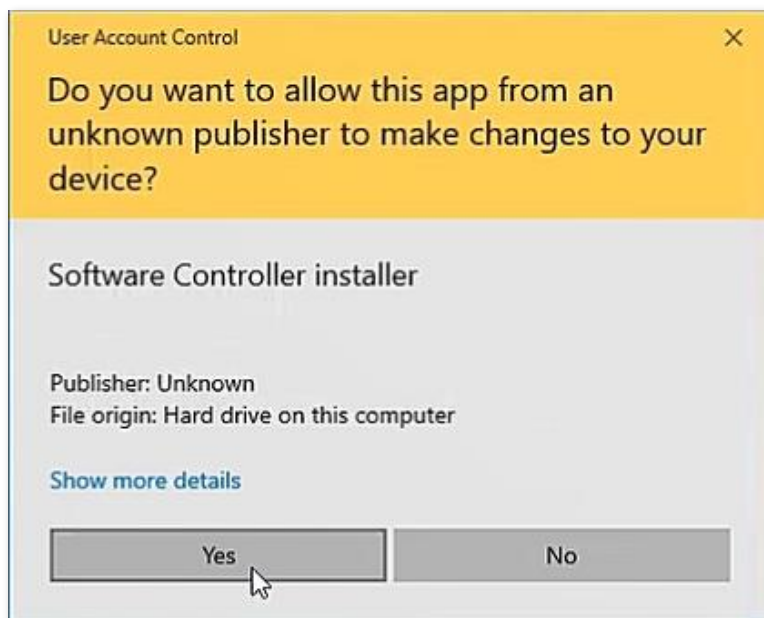 User Account Control
Do you want to allow this app from an
unknown publisher to make changes to your
device?
Software Controller installer
Publisher: Unknown
File origin: Hard drive on this computer
Show more details
Yes
No